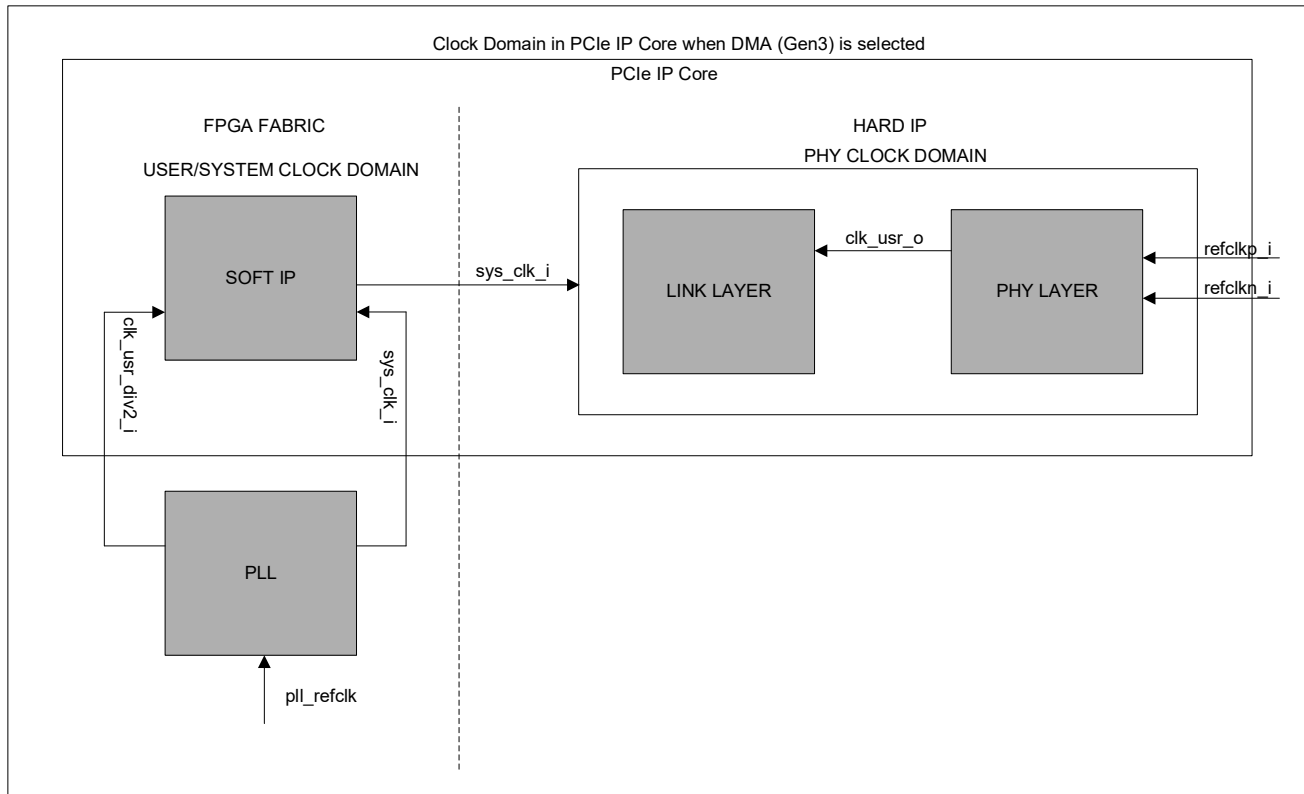 Clock Domain in PCIe IP Core when DMA (Gen3) is selected
PCIe IP Core
FPGA FABRIC
USER/SYSTEM CLOCK DOMAIN
HARD IP
PHY CLOCK DOMAIN
SOFT IP
sys_clk_i
LINK LAYER
clk_usr_o
PHY LAYER
refclkp_i
refclkn_i
clk_usr_div2_i
sys_clk_i
PLL
pll_refclk